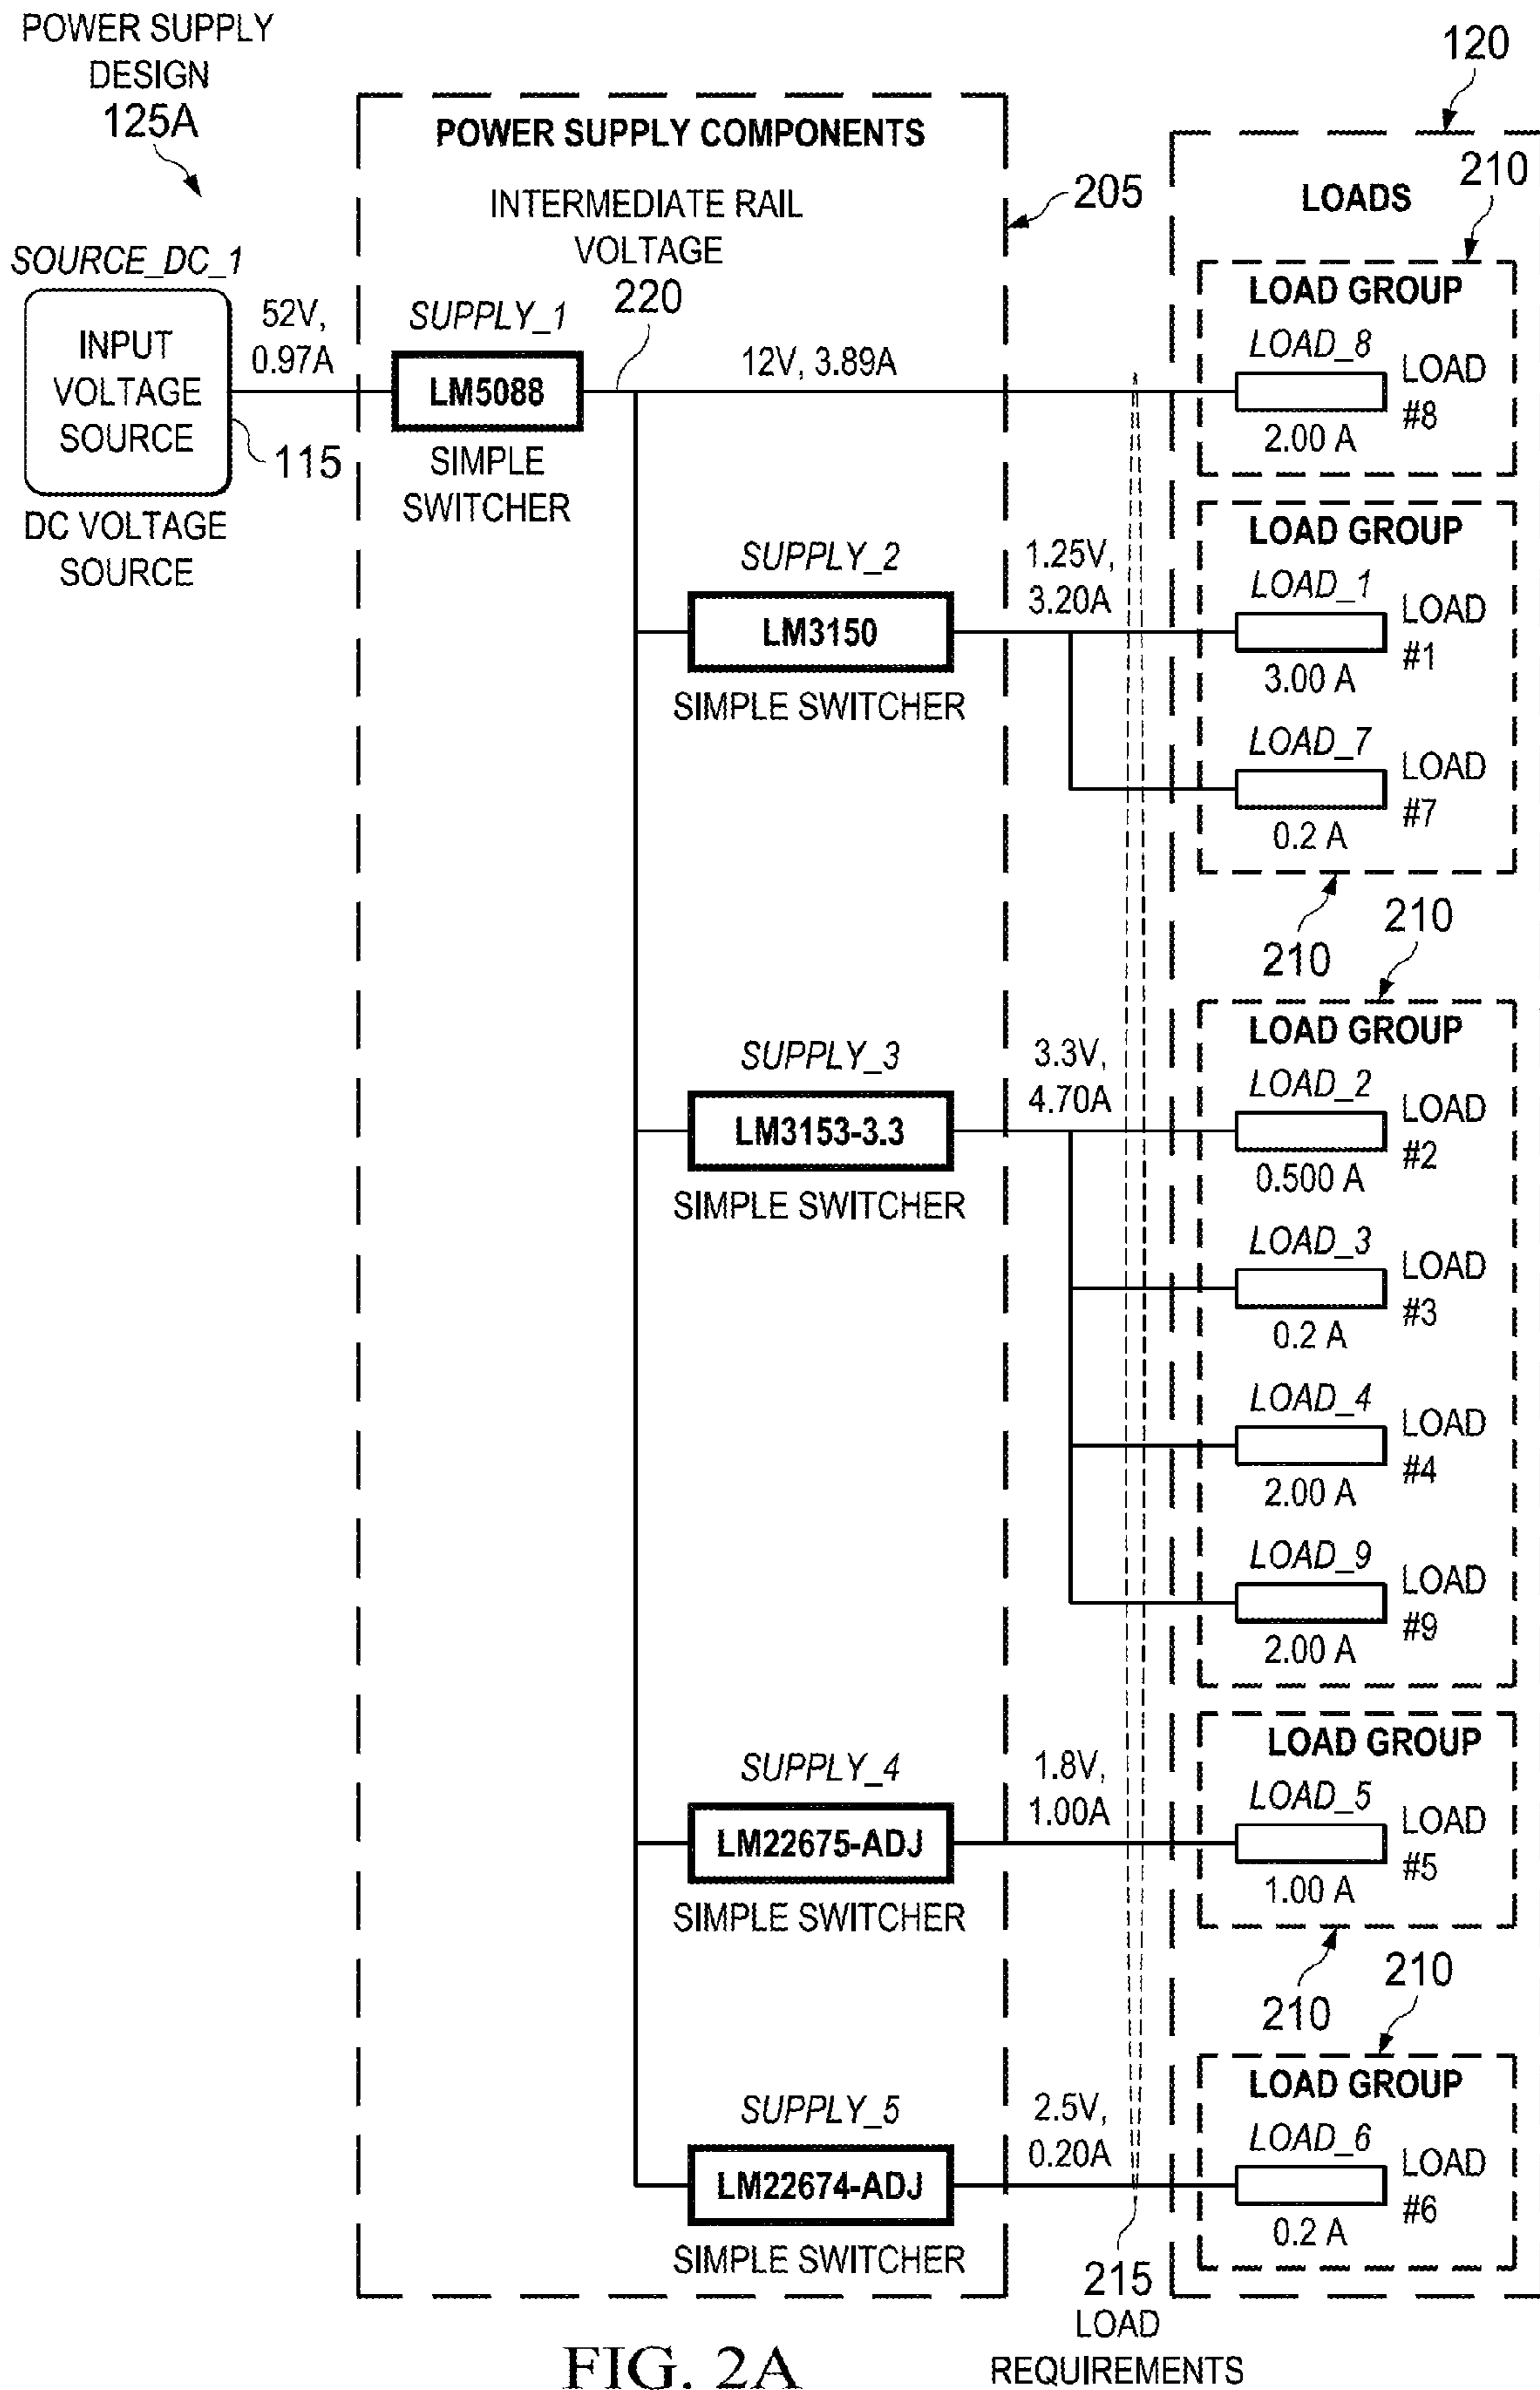 POWER SUPPLY
DESIGN
125A
120
POWER SUPPLY COMPONENTS
210
LOADS
205
INTERMEDIATE RAIL
VOLTAGE
220
SOURCE_DC_1
INPUT
VOLTAGE
SOURCE
115
DC VOLTAGE
SOURCE
52V,
0.97A
SUPPLY_1
LM5088
SIMPLE
SWITCHER
12V, 3.89A
LOAD GROUP
LOAD_8
LOAD
#8
2.00 A
SUPPLY_2
LM3150
SIMPLE SWITCHER
1.25V,
3.20A
LOAD GROUP
LOAD_1
LOAD
#1
3.00 A
LOAD_7
LOAD
#7
0.2 A
210
210
SUPPLY_3
LM3153-3.3
SIMPLE SWITCHER
3.3V,
4.70A
LOAD GROUP
LOAD_2
LOAD
#2
0.500 A
LOAD_3
LOAD
#3
0.2 A
LOAD_4
LOAD
#4
2.00 A
LOAD_9
LOAD
#9
2.00 A
SUPPLY_4
LM22675-ADJ
SIMPLE SWITCHER
1.8V,
1.00A
LOAD GROUP
LOAD_5
LOAD
#5
1.00 A
210
210
SUPPLY_5
LM22674-ADJ
SIMPLE SWITCHER
2.5V,
0.20A
LOAD GROUP
LOAD_6
LOAD
#6
0.2 A
215
LOAD
REQUIREMENTS
FIG. 2A